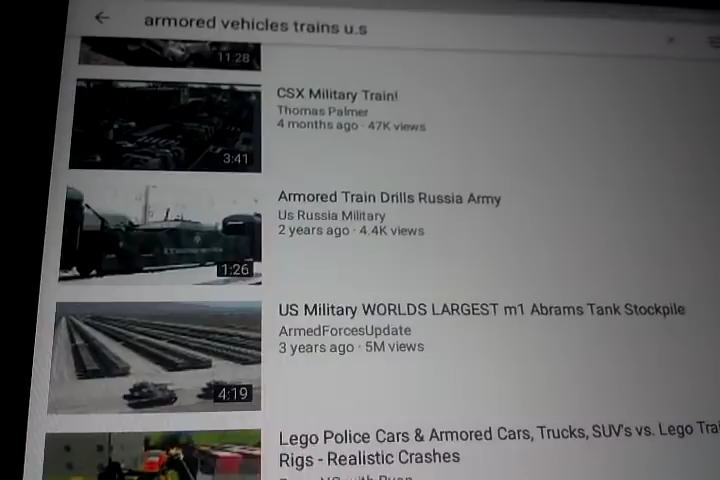 armored vehicles trains u.s
11:28
CSX Military Train!
Thomas Palmer
4 months ago · 47K views
3:41
Armored Train Drills Russia Army
Us Russia Military
2 years ago · 4.4K views
1:26
US Military WORLDS LARGEST m1 Abrams Tank Stockpile
ArmedForcesUpdate
3 years ago · 5M views
4:19
Lego Police Cars & Armored Cars, Trucks, SUV's vs. Lego Tra
Rigs - Realistic Crashes